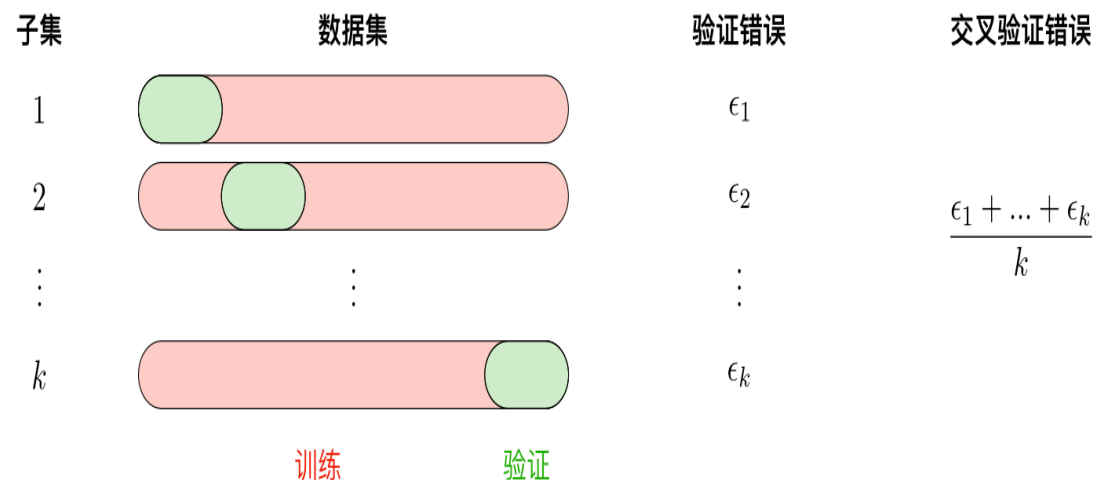 子集 数据集 验证错误 交叉验证错误
1 ϵ₁
2 ϵ₂
ϵ₁ + ... + ϵₖ
k
⋮ ⋮ ⋮
k ϵₖ
训练 验证